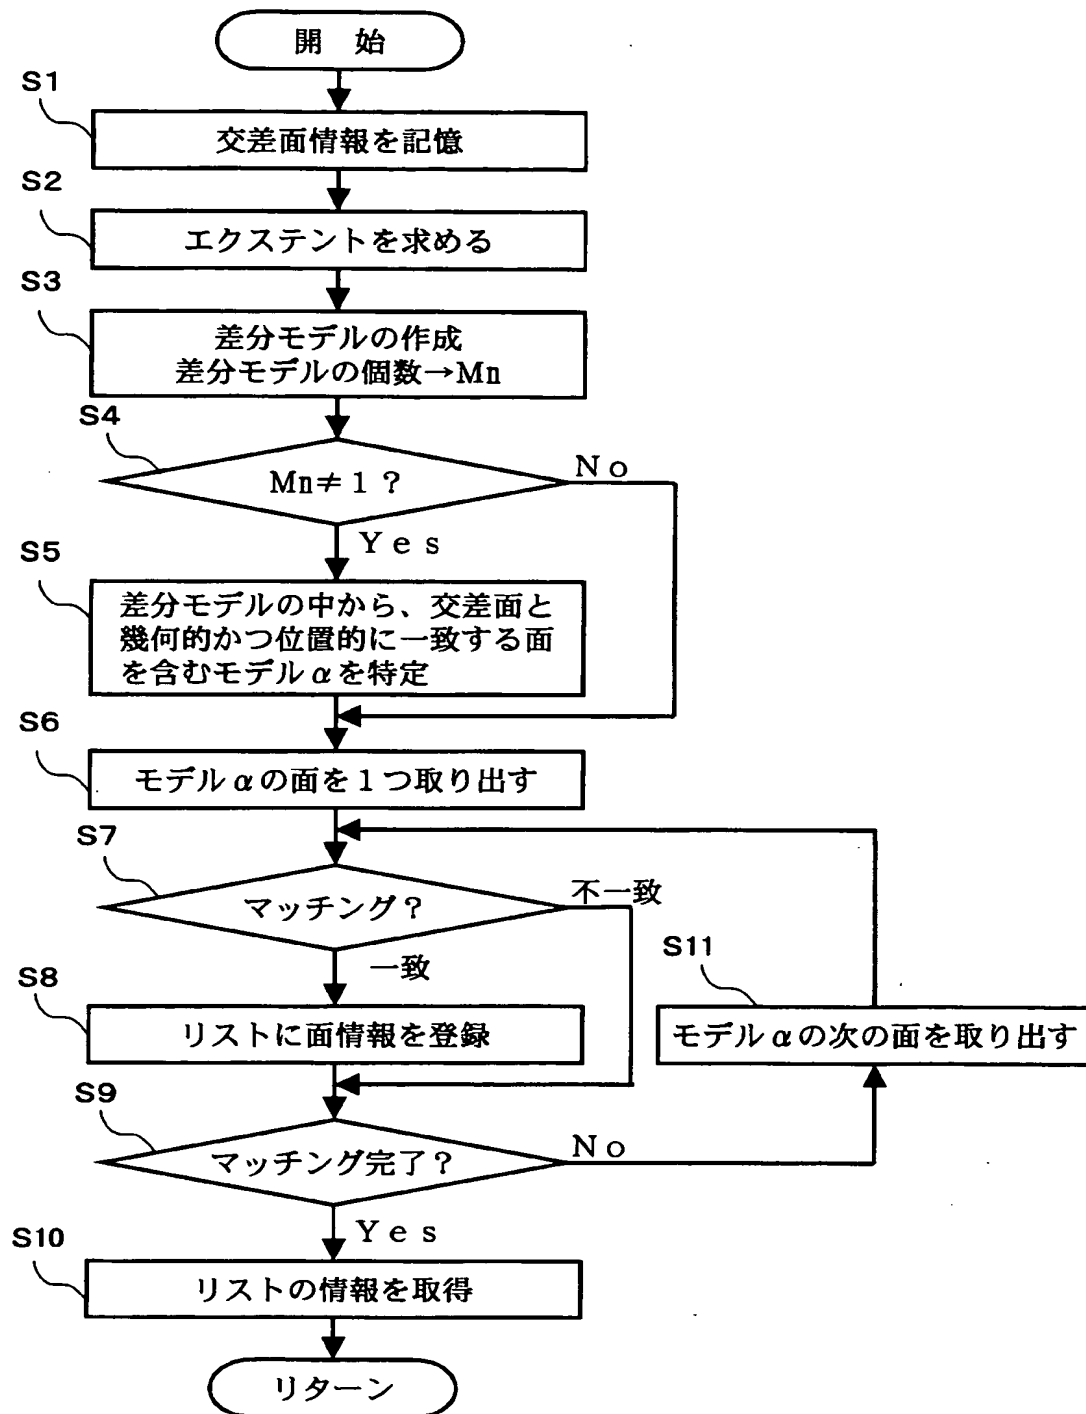 開 始
S1
交差面情報を記憶
S2
エクステントを求める
S3
差分モデルの作成
差分モデルの個数→Mn
S4
Mn≠1?
No
Yes
S5
差分モデルの中から、交差面と
幾何的かつ位置的に一致する面
を含むモデルαを特定
S6
モデルαの面を1つ取り出す
S7
マッチング?
不一致
一致
S8
リストに面情報を登録
S11
モデルαの次の面を取り出す
S9
マッチング完了?
No
Yes
S10
リストの情報を取得
リターン